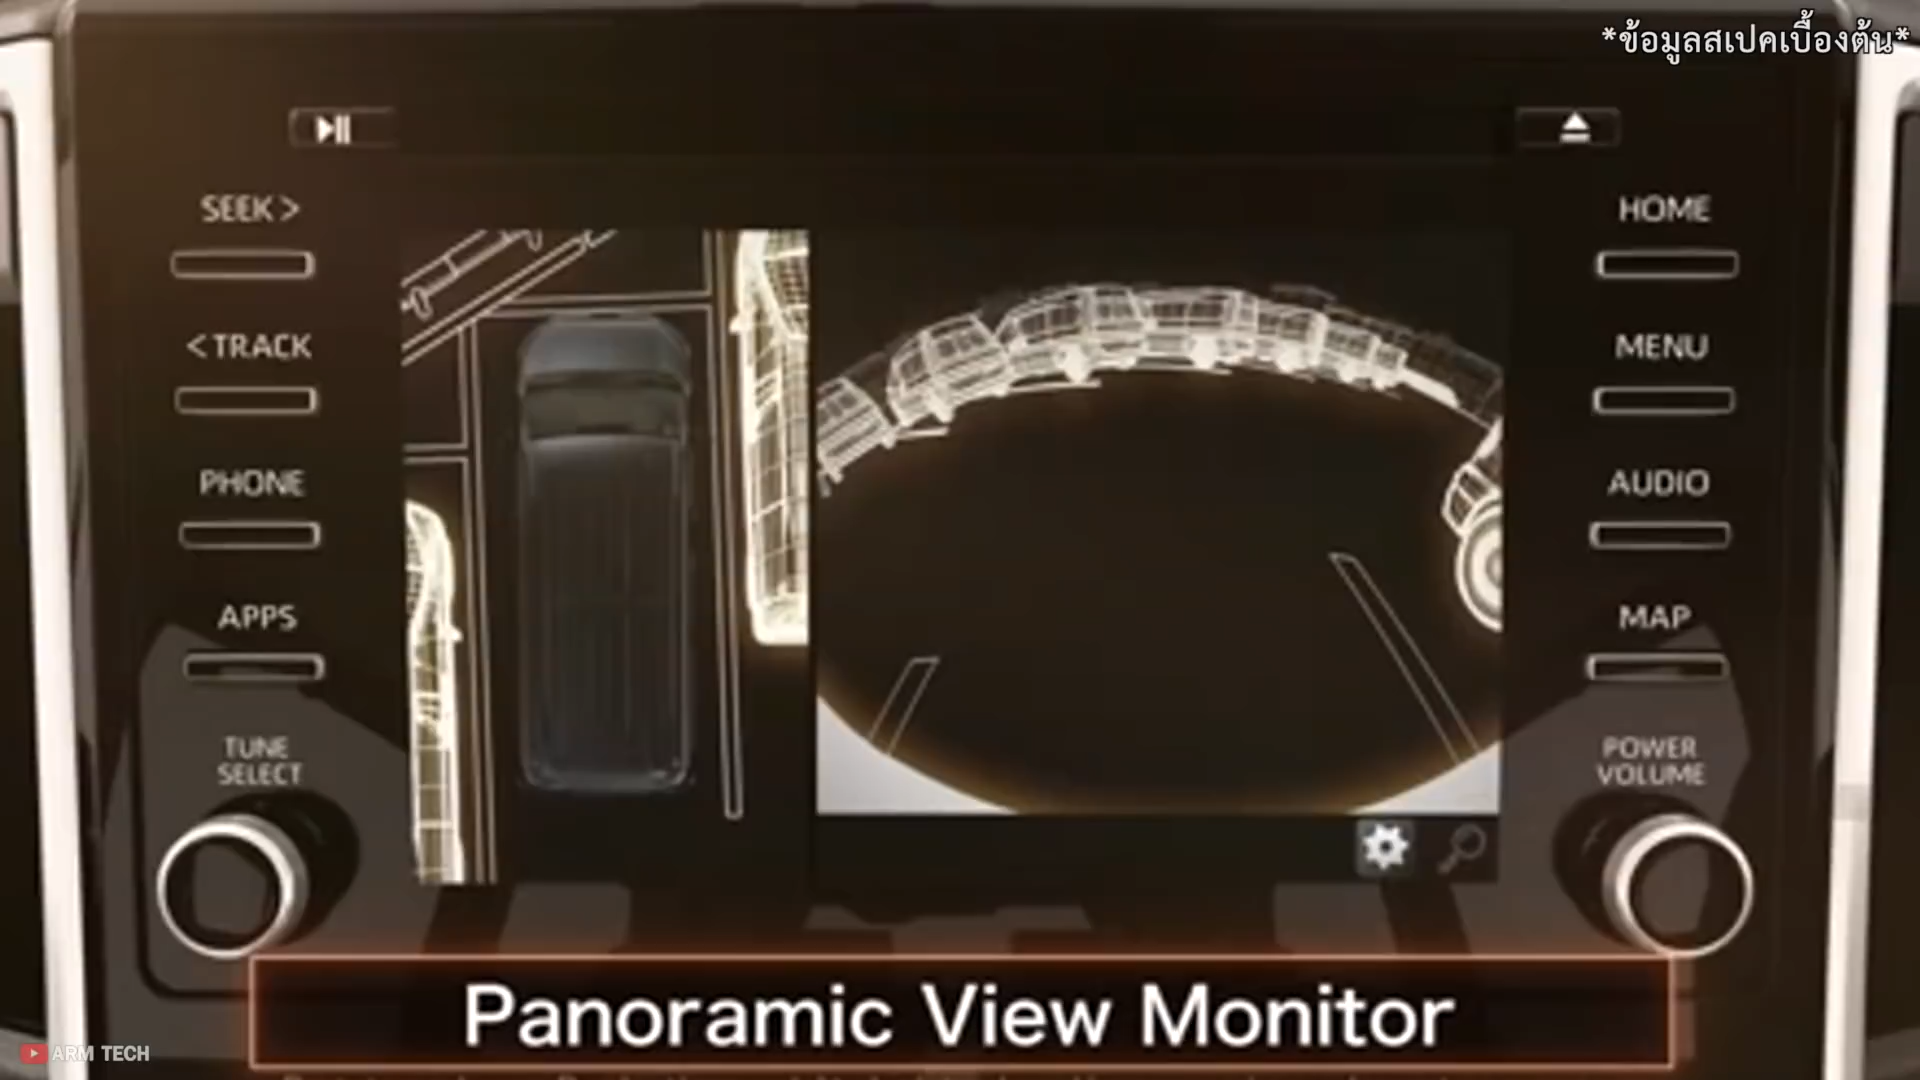 *ข้อมูลสเปคเบื้องต้น*
SEEK >
< TRACK
PHONE
APPS
TUNE
SELECT
HOME
MENU
AUDIO
MAP
POWER
VOLUME
Panoramic View Monitor
ARM TECH